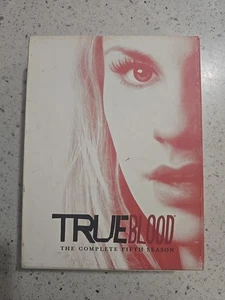 TRUEBLOOD
THE COMPLETE FIFTH SEASON